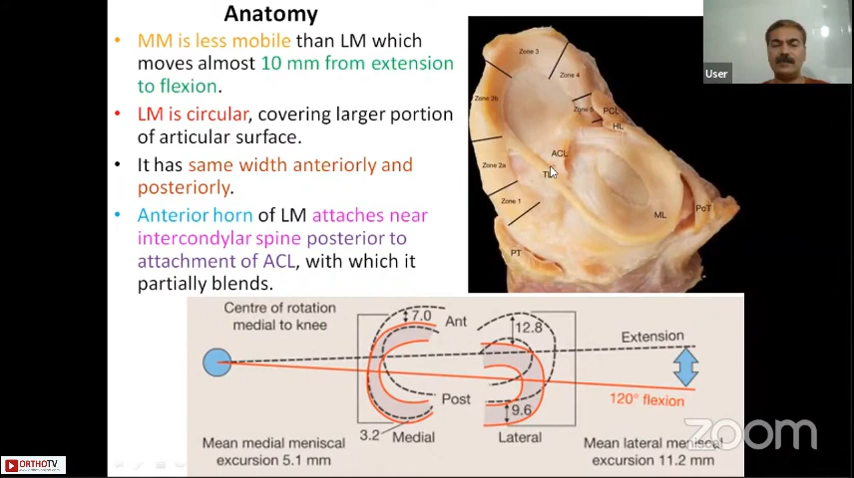 Anatomy
• MM is less mobile than LM which
moves almost 10 mm from extension
to flexion.
• LM is circular, covering larger portion
of articular surface.
• It has same width anteriorly and
posteriorly.
• Anterior horn of LM attaches near
intercondylar spine posterior to
attachment of ACL, with which it
partially blends.
Zone 3
Zone 4
Zone 2b
PCL
HL
ACL
Zone 2a
Zone 1
ML
PoT
PT
User
Centre of rotation
medial to knee
7.0
Ant
12.8
Extension
Post
120° flexion
9.6
3.2
Medial
Lateral
Mean medial meniscal
excursion 5.1 mm
Mean lateral meniscal
excursion 11.2 mm
zoom
ORTHOTV